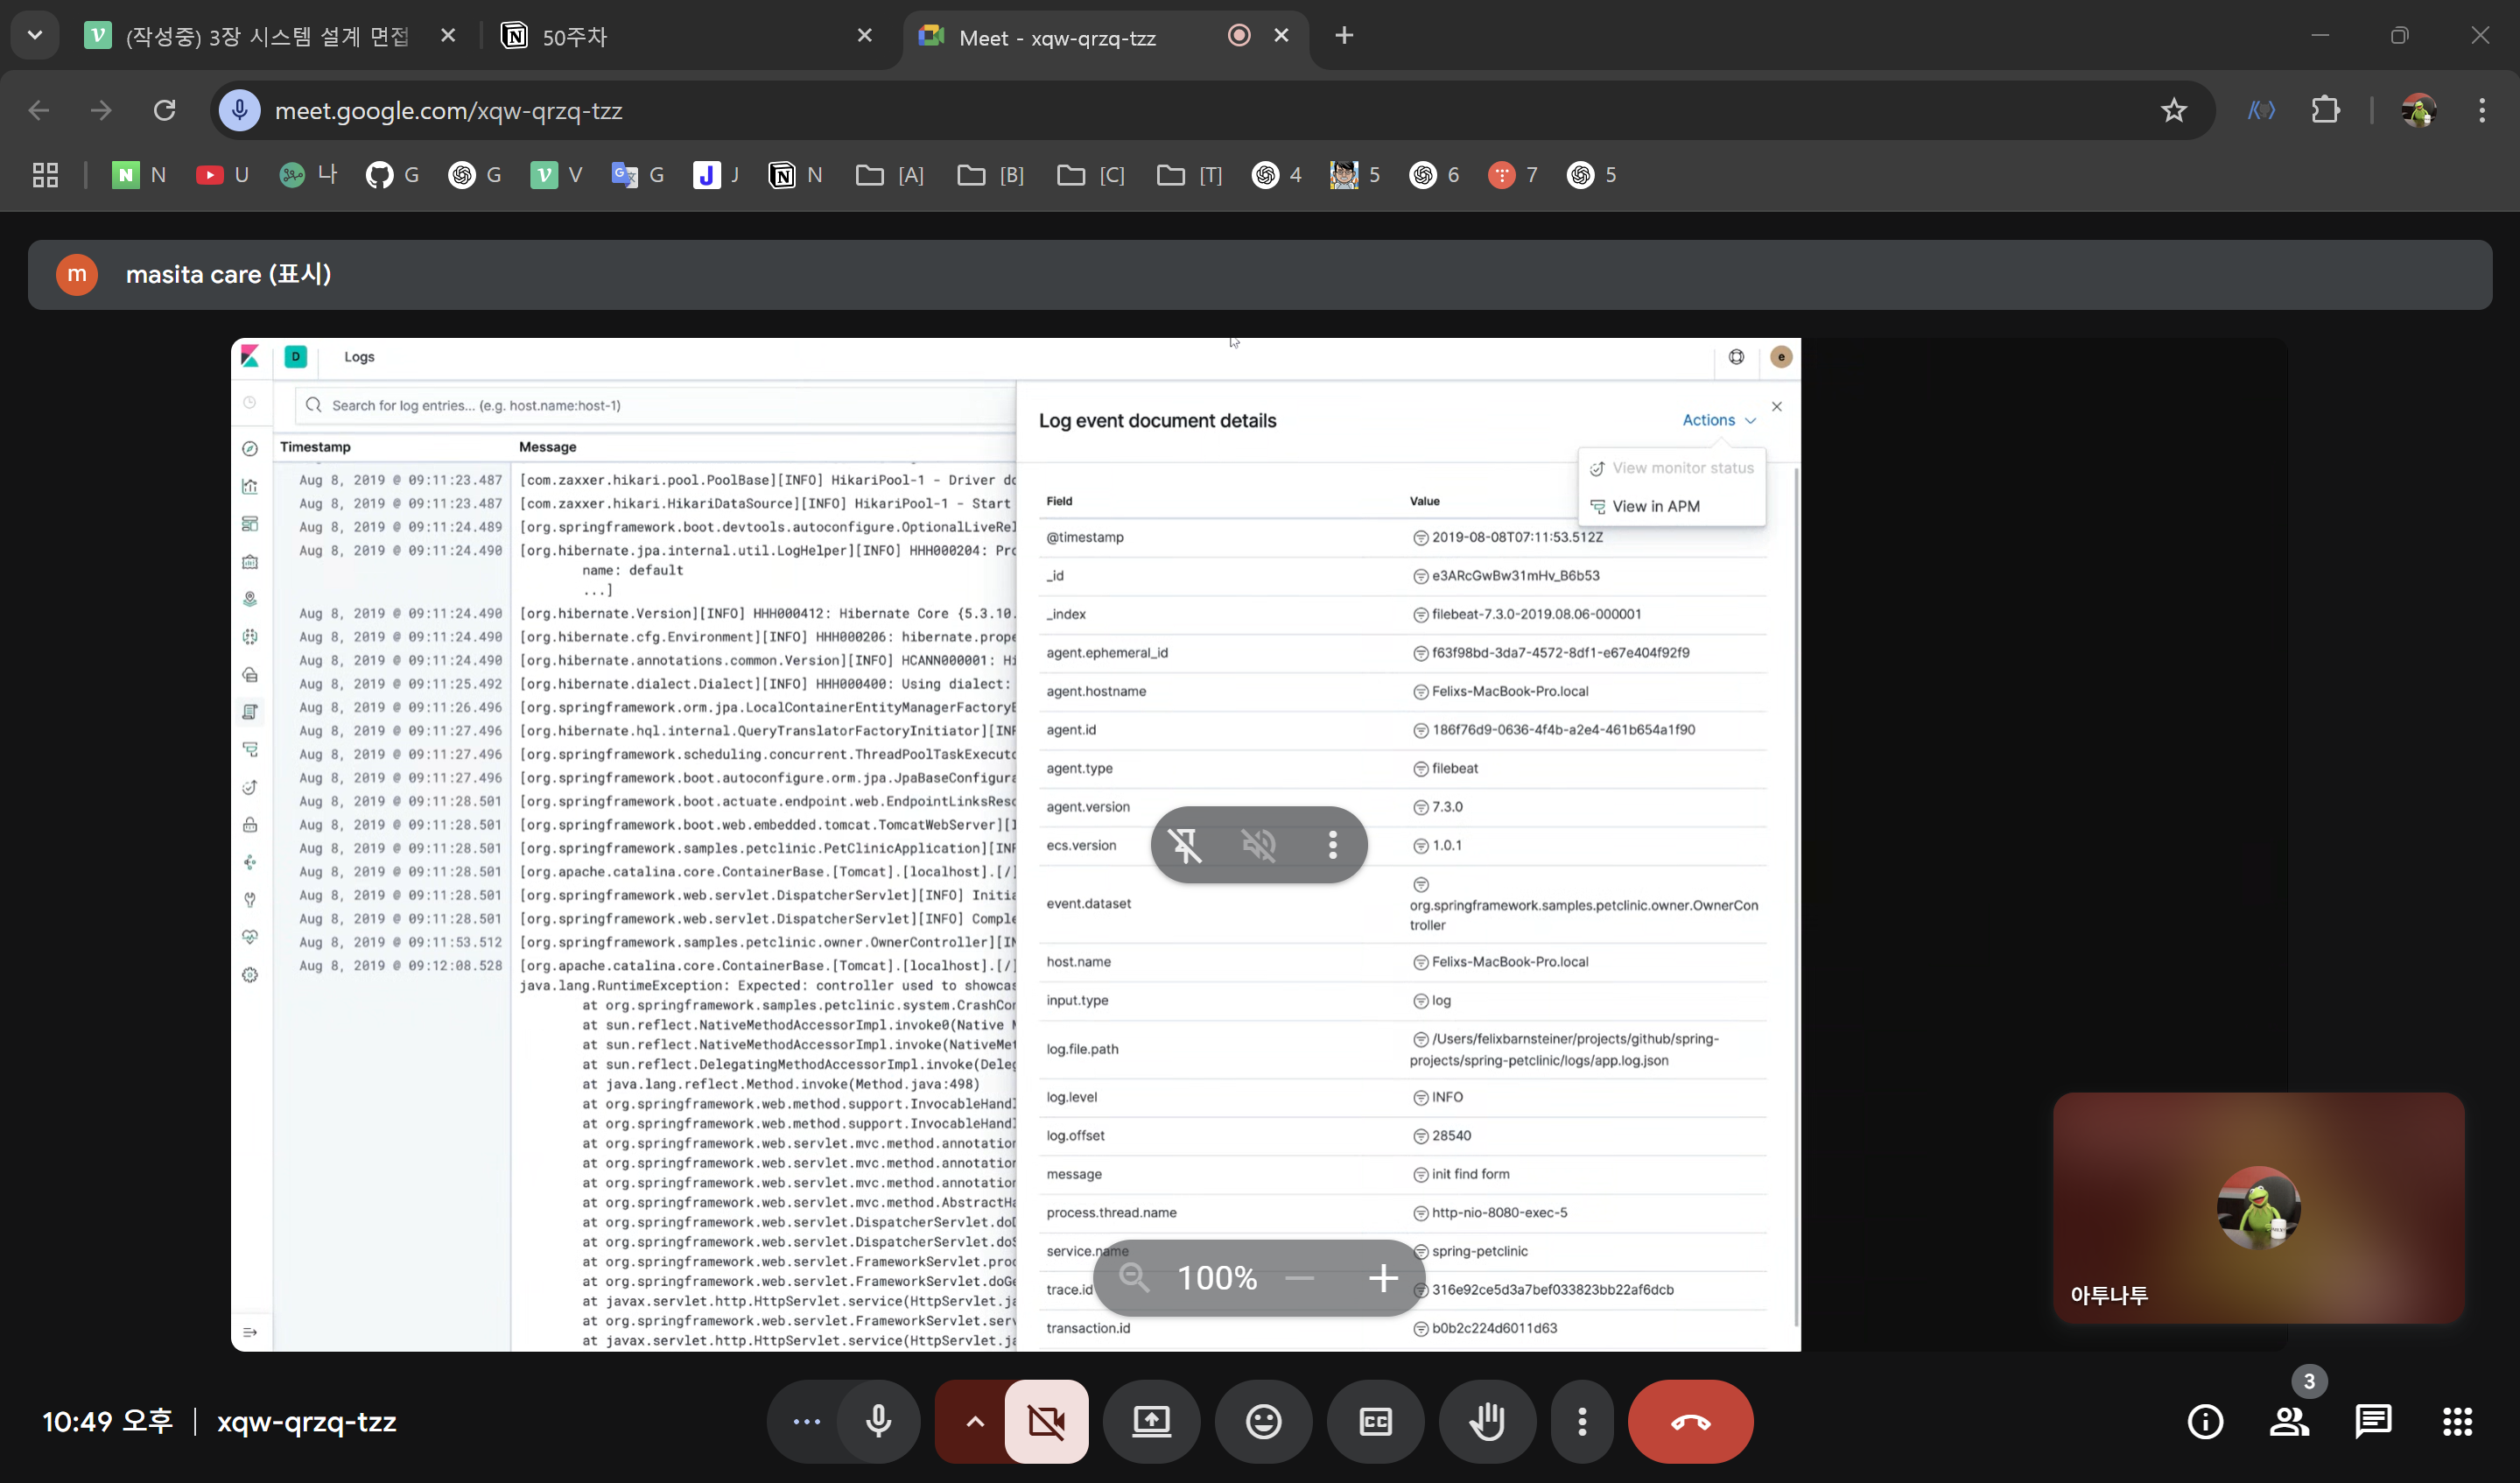 (작성중) 3장 시스템 설계 면접
50주차
Meet - xqw-qrzq-tzz
meet.google.com/xqw-qrzq-tzz
N U 나 G G V G J N [A] [B] [C] [T] 4 5 6 7 5
m masita care (표시)
D Logs e
Search for log entries... (e.g. host.name:host-1)
Timestamp Message
Aug 8, 2019 @ 09:11:23.487 [com.zaxxer.hikari.pool.PoolBase][INFO] HikariPool-1 - Driver do
Aug 8, 2019 @ 09:11:23.487 [com.zaxxer.hikari.HikariDataSource][INFO] HikariPool-1 - Start
Aug 8, 2019 @ 09:11:24.489 [org.springframework.boot.devtools.autoconfigure.OptionalLiveRel
Aug 8, 2019 @ 09:11:24.490 [org.hibernate.jpa.internal.util.LogHelper][INFO] HHH000204: Pro
name: default
...]
Aug 8, 2019 @ 09:11:24.490 [org.hibernate.Version][INFO] HHH000412: Hibernate Core {5.3.10.
Aug 8, 2019 @ 09:11:24.490 [org.hibernate.cfg.Environment][INFO] HHH000206: hibernate.prope
Aug 8, 2019 @ 09:11:24.490 [org.hibernate.annotations.common.Version][INFO] HCANN000001: Hi
Aug 8, 2019 @ 09:11:25.492 [org.hibernate.dialect.Dialect][INFO] HHH000400: Using dialect:
Aug 8, 2019 @ 09:11:26.496 [org.springframework.orm.jpa.LocalContainerEntityManagerFactoryB
Aug 8, 2019 @ 09:11:27.496 [org.hibernate.hql.internal.QueryTranslatorFactoryInitiator][INF
Aug 8, 2019 @ 09:11:27.496 [org.springframework.scheduling.concurrent.ThreadPoolTaskExecuto
Aug 8, 2019 @ 09:11:27.496 [org.springframework.boot.autoconfigure.orm.jpa.JpaBaseConfigura
Aug 8, 2019 @ 09:11:28.501 [org.springframework.boot.actuate.endpoint.web.EndpointLinksReso
Aug 8, 2019 @ 09:11:28.501 [org.springframework.boot.web.embedded.tomcat.TomcatWebServer][I
Aug 8, 2019 @ 09:11:28.501 [org.springframework.samples.petclinic.PetClinicApplication][INF
Aug 8, 2019 @ 09:11:28.501 [org.apache.catalina.core.ContainerBase.[Tomcat].[localhost].[/]
Aug 8, 2019 @ 09:11:28.501 [org.springframework.web.servlet.DispatcherServlet][INFO] Initia
Aug 8, 2019 @ 09:11:28.501 [org.springframework.web.servlet.DispatcherServlet][INFO] Comple
Aug 8, 2019 @ 09:11:53.512 [org.springframework.samples.petclinic.owner.OwnerController][IN
Aug 8, 2019 @ 09:12:08.528 [org.apache.catalina.core.ContainerBase.[Tomcat].[localhost].[/]
java.lang.RuntimeException: Expected: controller used to showcas
at org.springframework.samples.petclinic.system.CrashCon
at sun.reflect.NativeMethodAccessorImpl.invoke0(Native M
at sun.reflect.NativeMethodAccessorImpl.invoke(NativeMet
at sun.reflect.DelegatingMethodAccessorImpl.invoke(Deleg
at java.lang.reflect.Method.invoke(Method.java:498)
at org.springframework.web.method.support.InvocableHandl
at org.springframework.web.method.support.InvocableHandl
at org.springframework.web.servlet.mvc.method.annotation
at org.springframework.web.servlet.mvc.method.annotation
at org.springframework.web.servlet.mvc.method.annotation
at org.springframework.web.servlet.mvc.method.AbstractHa
at org.springframework.web.servlet.DispatcherServlet.doD
at org.springframework.web.servlet.DispatcherServlet.doS
at org.springframework.web.servlet.FrameworkServlet.proc
at org.springframework.web.servlet.FrameworkServlet.doGe
at javax.servlet.http.HttpServlet.service(HttpServlet.ja
at org.springframework.web.servlet.FrameworkServlet.serv
at javax.servlet.http.HttpServlet.service(HttpServlet.ja
Log event document details
Actions
View monitor status
View in APM
Field Value
@timestamp 2019-08-08T07:11:53.512Z
_id e3ARcGwBw31mHv_B6b53
_index filebeat-7.3.0-2019.08.06-000001
agent.ephemeral_id f63f98bd-3da7-4572-8df1-e67e404f92f9
agent.hostname Felixs-MacBook-Pro.local
agent.id 186f76d9-0636-4f4b-a2e4-461b654a1f90
agent.type filebeat
agent.version 7.3.0
ecs.version 1.0.1
event.dataset org.springframework.samples.petclinic.owner.OwnerCon
troller
host.name Felixs-MacBook-Pro.local
input.type log
log.file.path /Users/felixbarnsteiner/projects/github/spring-
projects/spring-petclinic/logs/app.log.json
log.level INFO
log.offset 28540
message init find form
process.thread.name http-nio-8080-exec-5
service.name spring-petclinic
trace.id 316e92ce5d3a7bef033823bb22af6dcb
transaction.id b0b2c224d6011d63
100%
아투나투
10:49 오후 | xqw-qrzq-tzz
CC
3